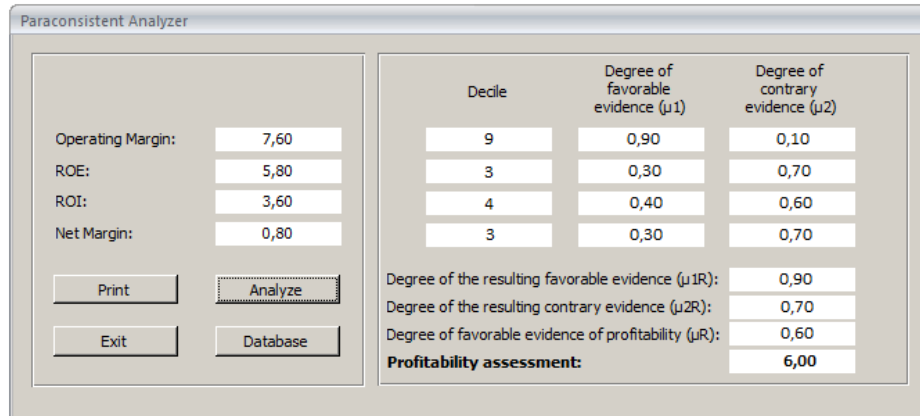 Paraconsistent Analyzer
Operating Margin: 7,60
ROE: 5,80
ROI: 3,60
Net Margin: 0,80
Print Analyze
Exit Database
Decile Degree of favorable evidence (µ1) Degree of contrary evidence (µ2)
9 0,90 0,10
3 0,30 0,70
4 0,40 0,60
3 0,30 0,70
Degree of the resulting favorable evidence (µ1R): 0,90
Degree of the resulting contrary evidence (µ2R): 0,70
Degree of favorable evidence of profitability (µR): 0,60
Profitability assessment: 6,00